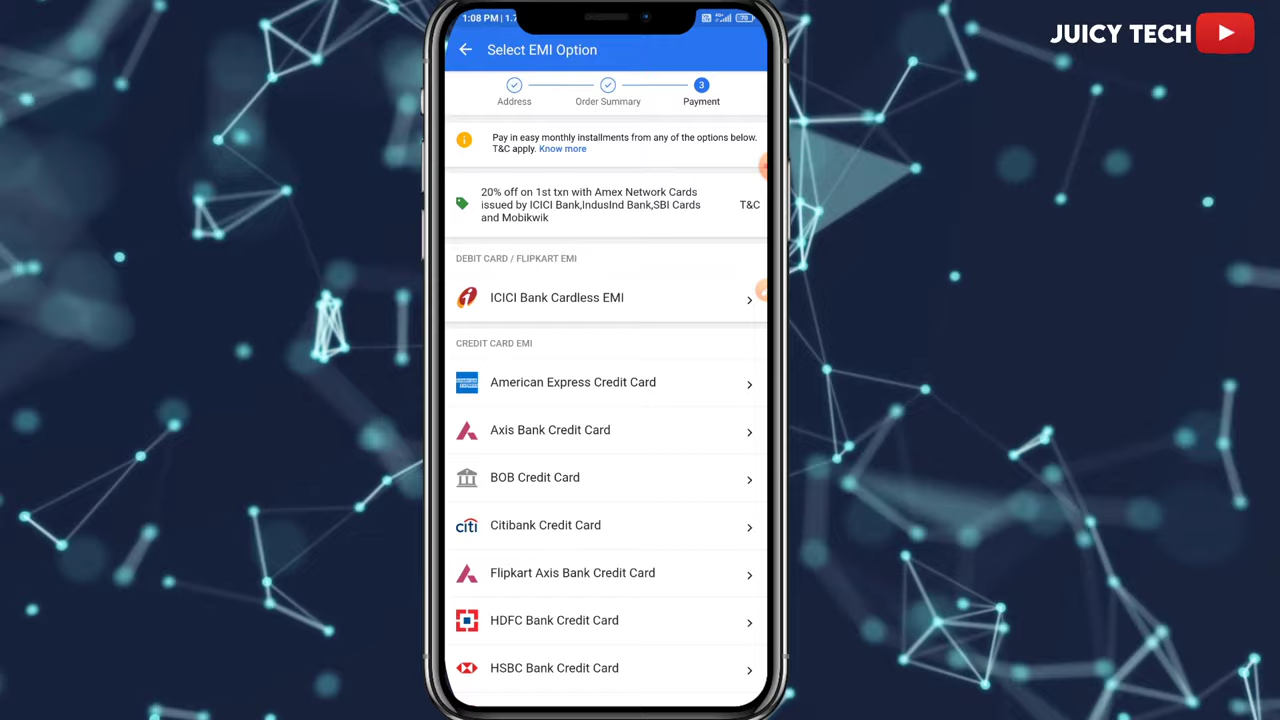 JUICY TECH
1:08 PM | 1.7
Select EMI Option
3
Address
Order Summary
Payment
Pay in easy monthly installments from any of the options below.
T&C apply. Know more
20% off on 1st txn with Amex Network Cards
issued by ICICI Bank,IndusInd Bank,SBI Cards
and Mobikwik
T&C
DEBIT CARD / FLIPKART EMI
ICICI Bank Cardless EMI
CREDIT CARD EMI
American Express Credit Card
Axis Bank Credit Card
BOB Credit Card
citi
Citibank Credit Card
Flipkart Axis Bank Credit Card
HDFC Bank Credit Card
HSBC Bank Credit Card